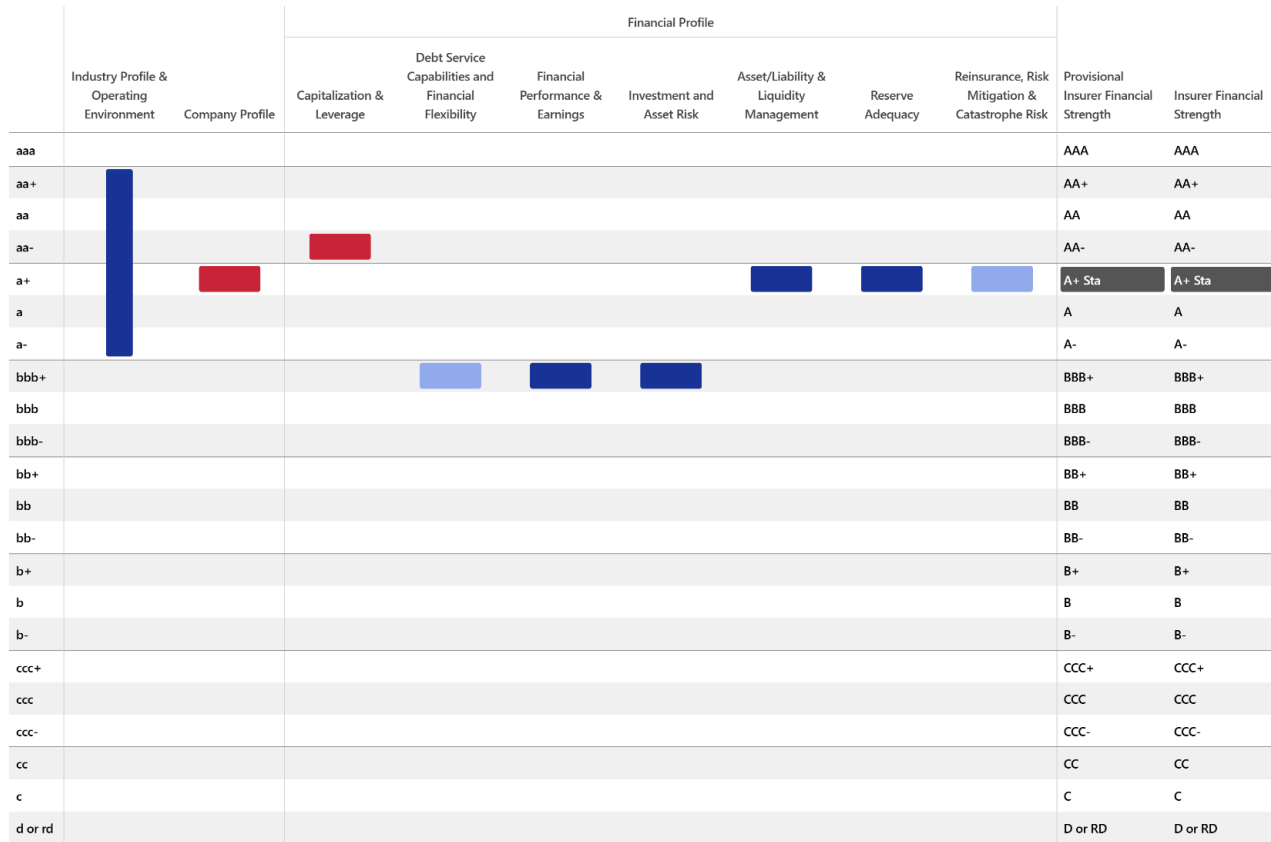 Financial Profile
Industry Profile &
Operating
Environment
Company Profile
Capitalization &
Leverage
Debt Service
Capabilities and
Financial
Flexibility
Financial
Performance &
Earnings
Investment and
Asset Risk
Asset/Liability &
Liquidity
Management
Reserve
Adequacy
Reinsurance, Risk
Mitigation &
Catastrophe Risk
Provisional
Insurer Financial
Strength
Insurer Financial
Strength
aaa AAA AAA
aa+ AA+ AA+
aa AA AA
aa- AA- AA-
a+ A+ Sta A+ Sta
a A A
a- A- A-
bbb+ BBB+ BBB+
bbb BBB BBB
bbb- BBB- BBB-
bb+ BB+ BB+
bb BB BB
bb- BB- BB-
b+ B+ B+
b B B
b- B- B-
ccc+ CCC+ CCC+
ccc CCC CCC
ccc- CCC- CCC-
cc CC CC
c C C
d or rd D or RD D or RD